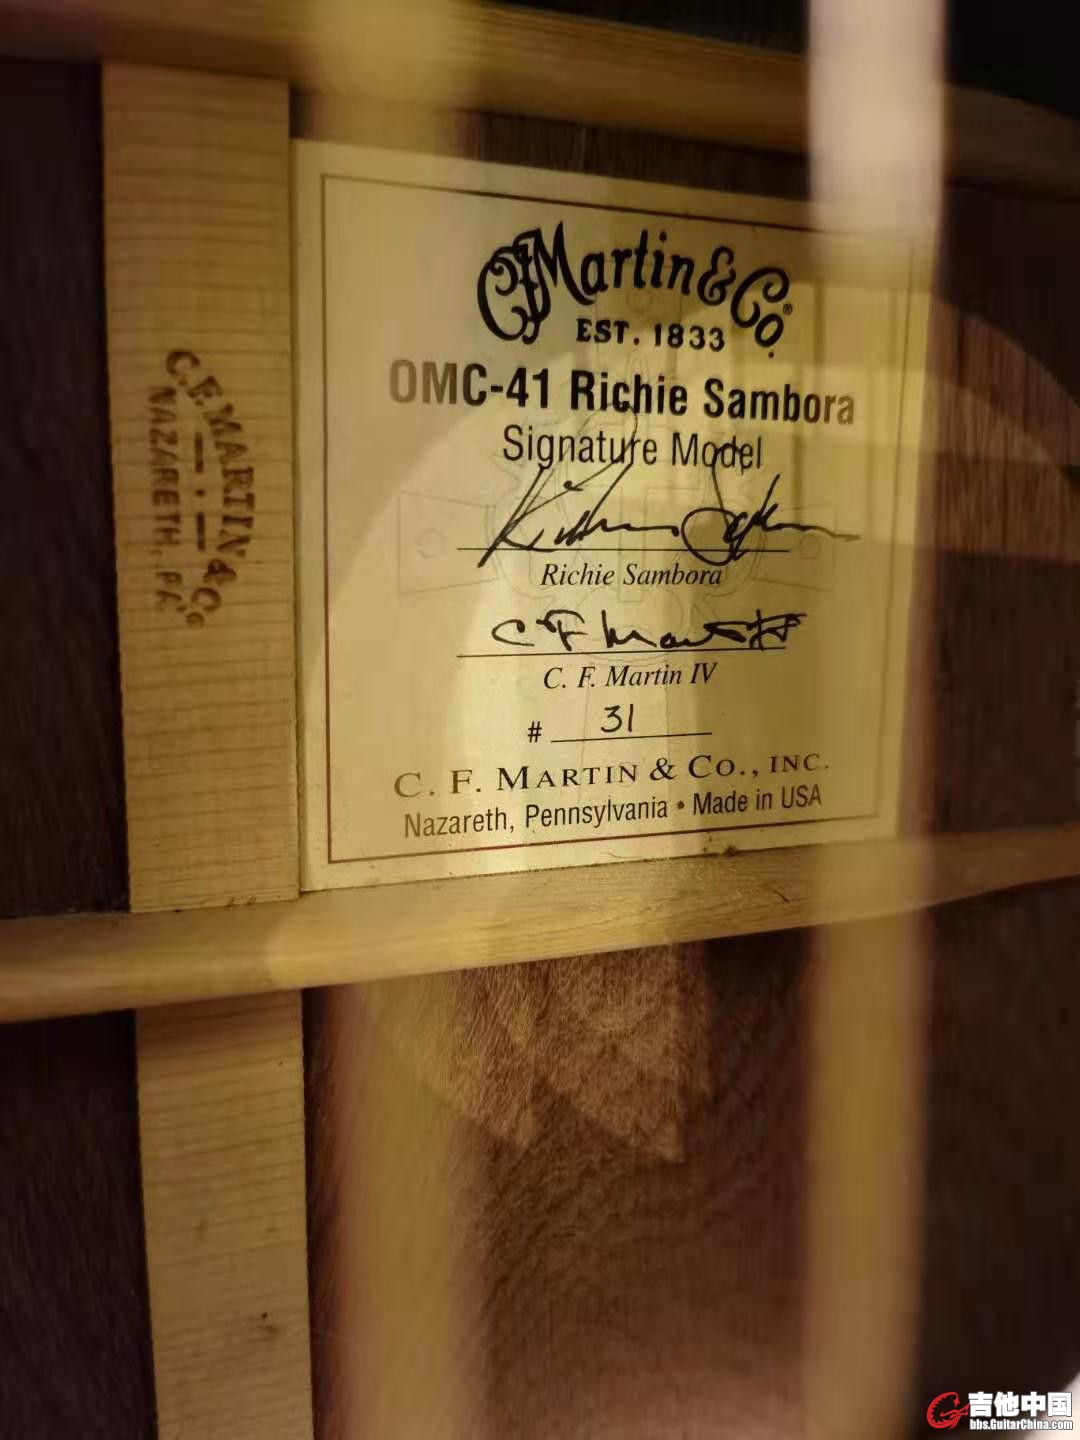 C. F. MARTIN & Co.
NAZARETH, PA.
CF Martin & Co.®
EST. 1833
OMC-41 Richie Sambora
Signature Model
Richie Sambora
C. F. Martin IV
# 31
C. F. MARTIN & CO., INC.
Nazareth, Pennsylvania • Made in USA
吉他中国
bbs.GuitarChina.com